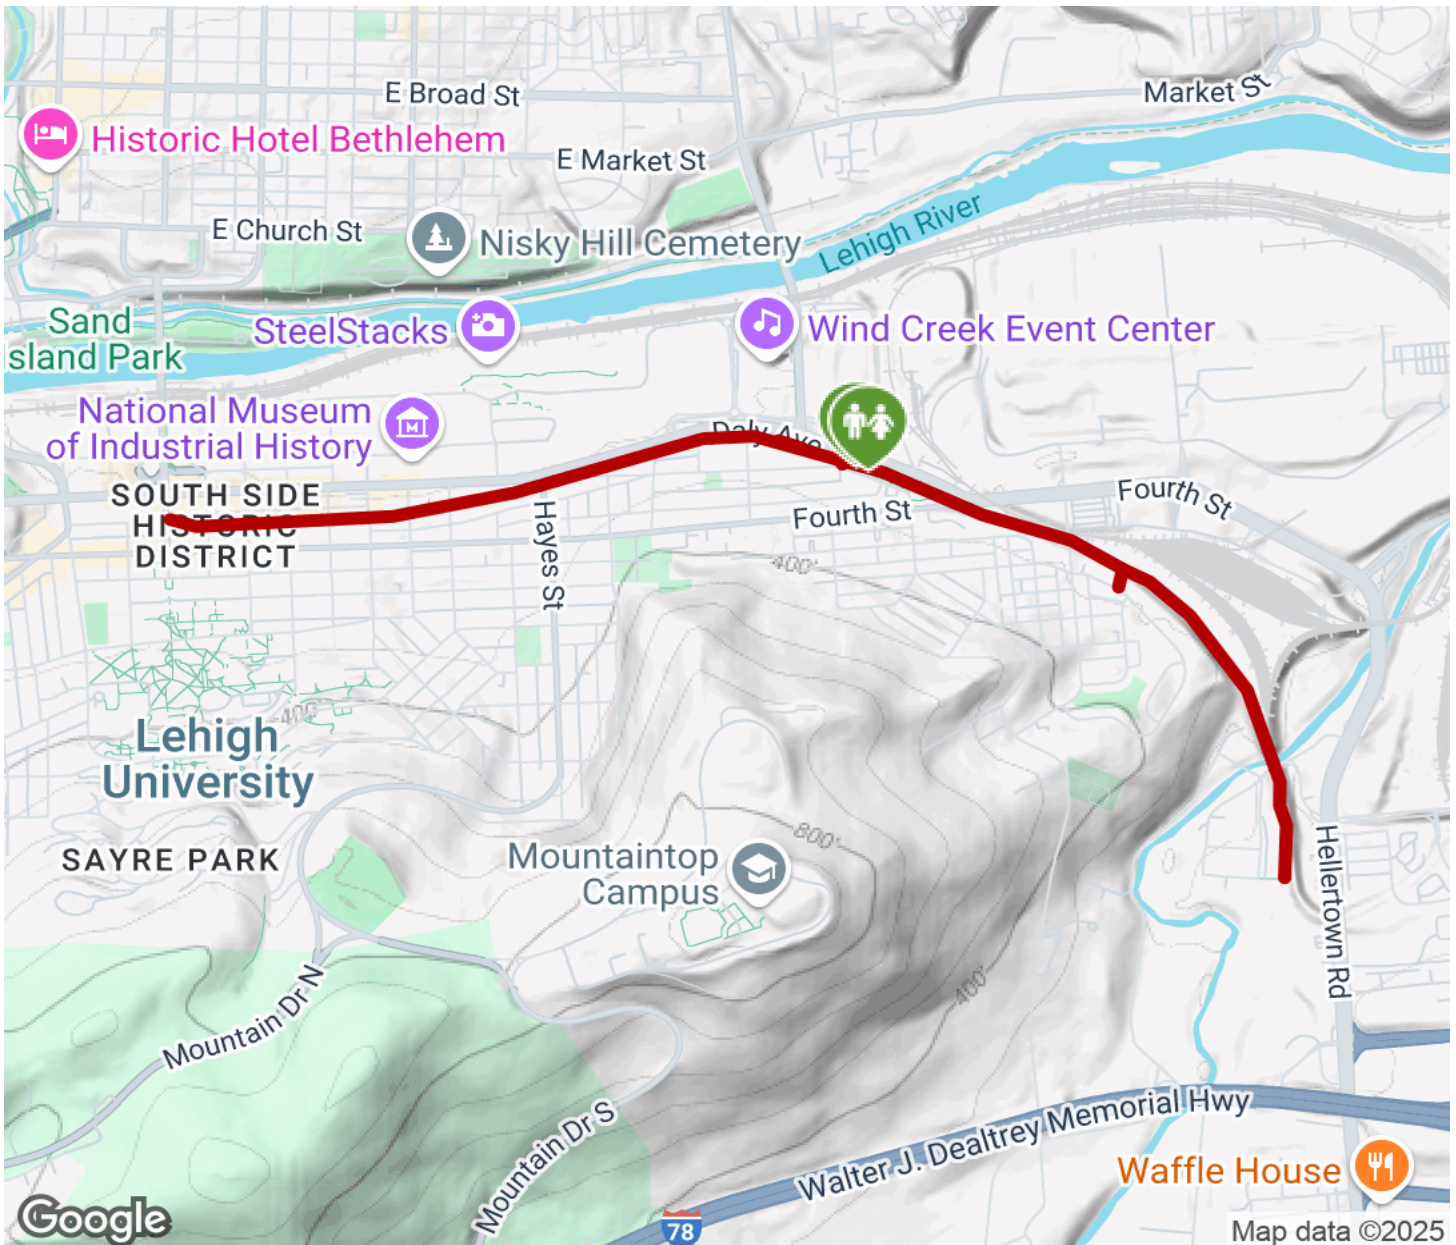 E Broad St
Market St
Historic Hotel Bethlehem
E Market St
E Church St
Nisky Hill Cemetery
Lehigh River
Sand
sland Park
SteelStacks
Wind Creek Event Center
National Museum
of Industrial History
Daly Ave
SOUTH SIDE
HISTORIC
DISTRICT
Fourth St
Fourth St
Hayes St
400'
400'
Lehigh
University
800'
SAYRE PARK
Mountaintop
Campus
Hellertown Rd
400'
Mountain Dr N
Mountain Dr S
Walter J. Dealtrey Memorial Hwy
Waffle House
78
Google
Map data ©2025